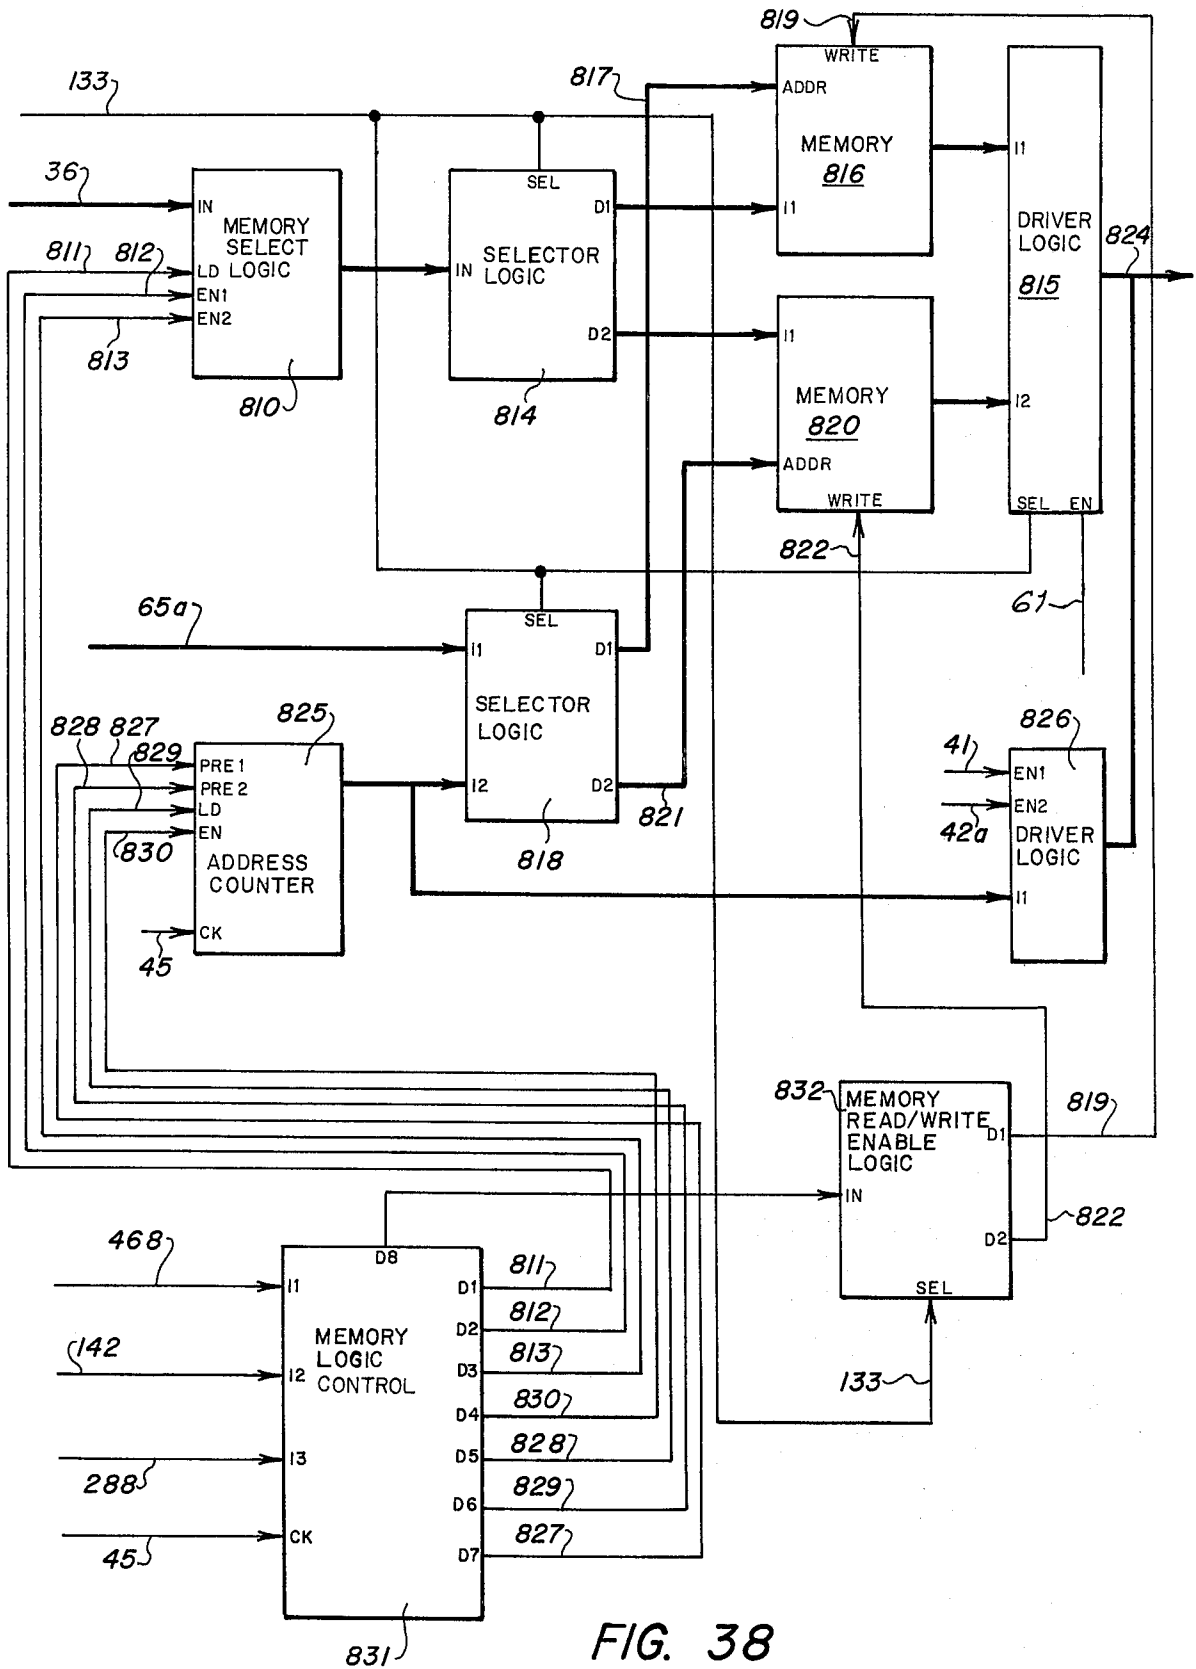 819
WRITE
133
817
ADDR
MEMORY
816
I1
I1
36
IN
MEMORY
SELECT
LOGIC
811
812
LD
EN1
EN2
813
810
SEL
D1
SELECTOR
LOGIC
IN
D2
814
DRIVER
LOGIC
815
824
I1
MEMORY
820
I2
ADDR
WRITE
SEL EN
822
61
65a
SEL
I1
D1
SELECTOR
LOGIC
I2
D2
821
818
825
828 827
829
PRE1
PRE2
LD
EN
830
ADDRESS
COUNTER
CK
45
826
41
EN1
EN2
42a
DRIVER
LOGIC
I1
832
MEMORY
READ/WRITE
ENABLE
LOGIC
D1
819
IN
D2
822
SEL
133
468
D8
I1
D1
811
D2
812
142
MEMORY
LOGIC
CONTROL
I2
D3
813
D4
830
I3
D5
828
288
D6
829
CK
45
D7
827
831
FIG. 38